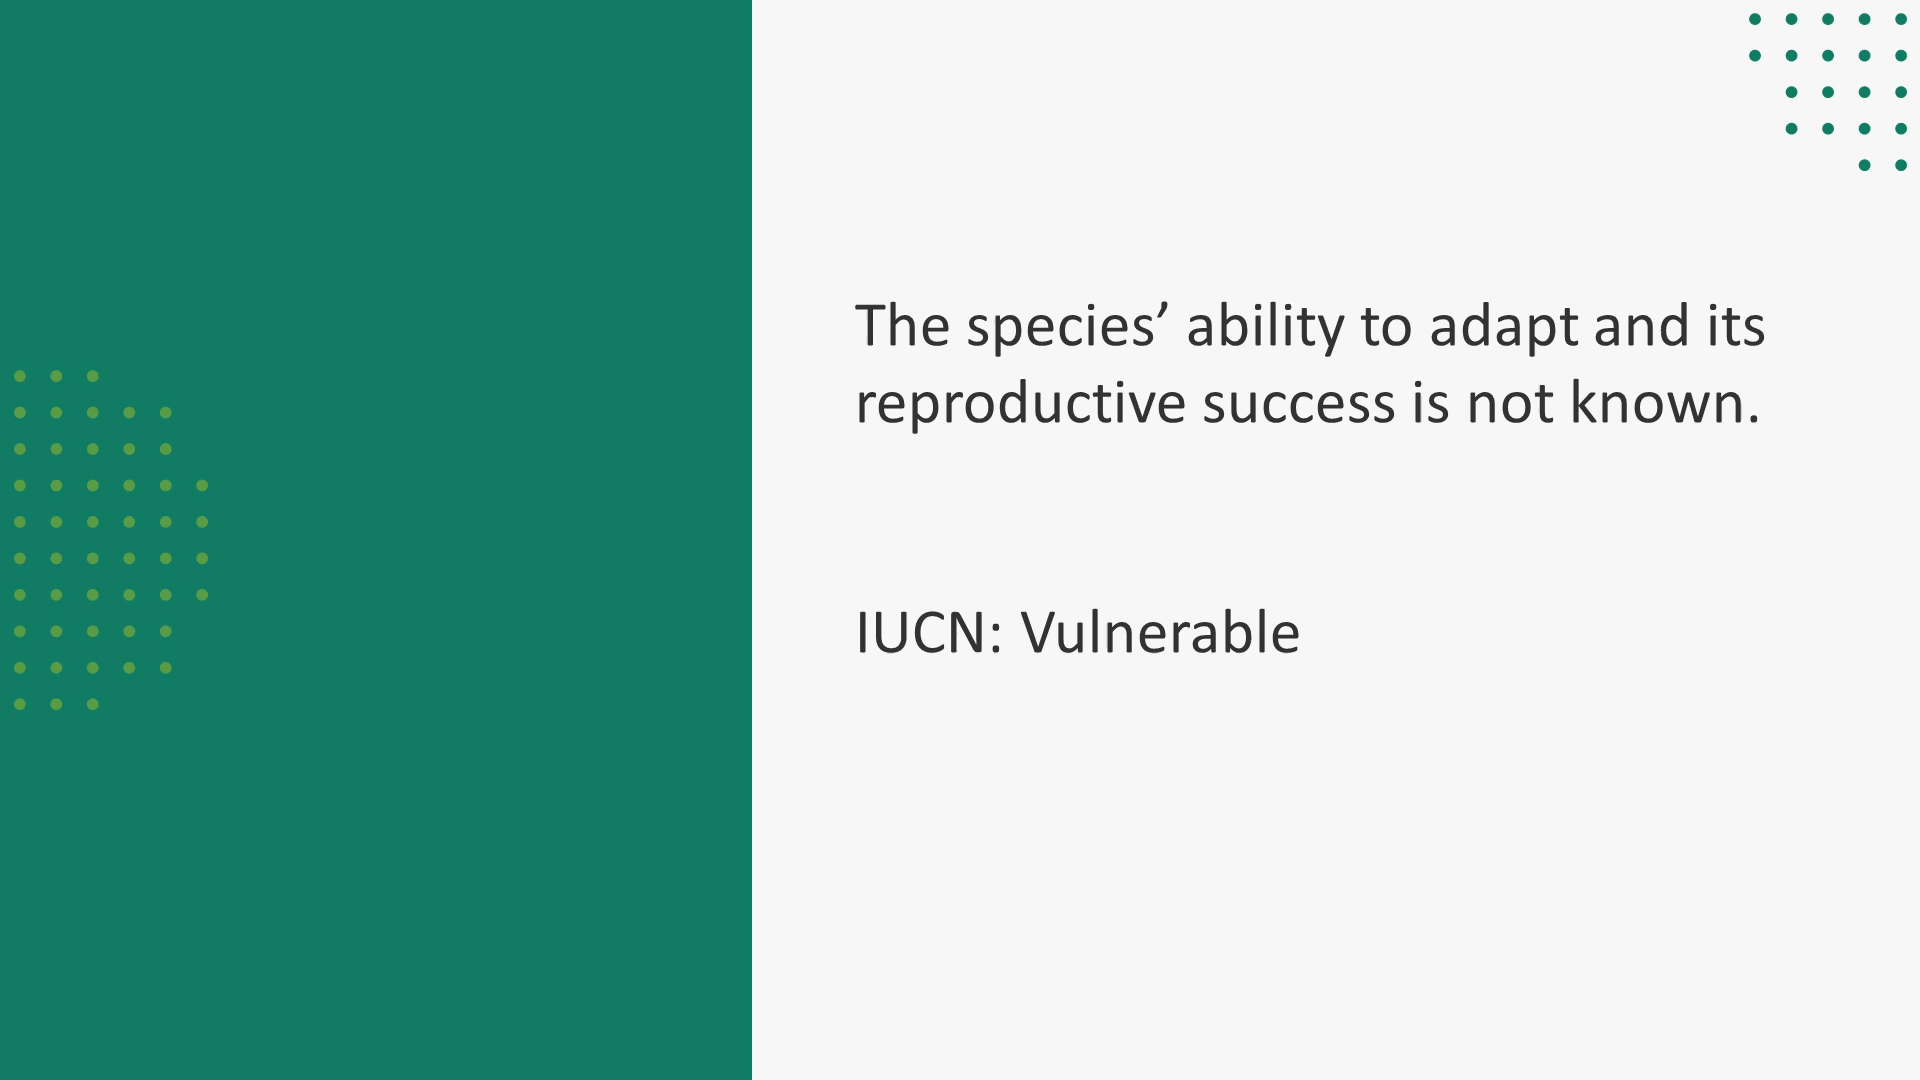 The species’ ability to adapt and its
reproductive success is not known.
IUCN: Vulnerable